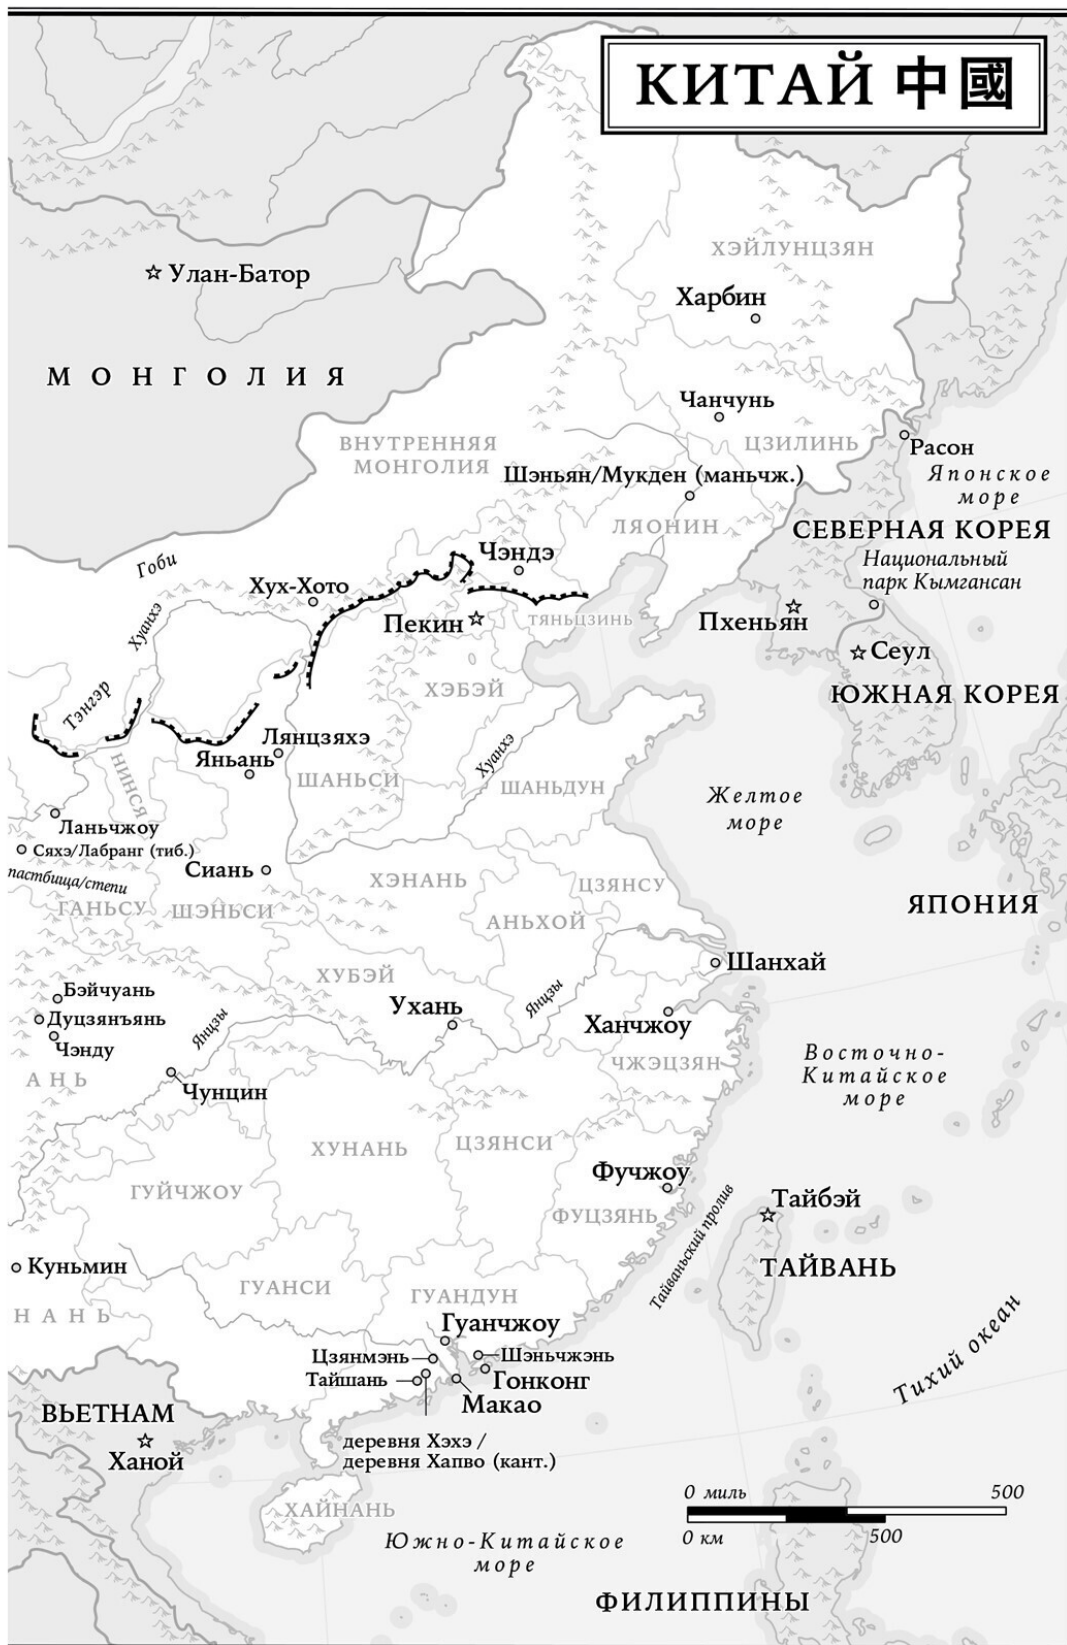 КИТАЙ 中國
ХЭЙЛУНЦЗЯН
Улан-Батор
Харбин
МОНГОЛИЯ
Чанчунь
ВНУТРЕННЯЯ
МОНГОЛИЯ
ЦЗИЛИНЬ
Расон
Японское
море
Шэньян/Мукден (маньчж.)
ЛЯОНИН
СЕВЕРНАЯ КОРЕЯ
Гоби
Чэндэ
Национальный
парк Кымгансан
Хух-Хото
Хуанхэ
Пекин
ТЯНЬЦЗИНЬ
Пхеньян
Сеул
Тэнгэр
ХЭБЭЙ
ЮЖНАЯ КОРЕЯ
Лянцзяхэ
Хуанхэ
Яньань
НИНСЯ
ШАНЬСИ
ШАНЬДУН
Желтое
море
Ланьчжоу
Сяхэ/Лабранг (тиб.)
пастбища/степи
Сиань
ХЭНАНЬ
ЦЗЯНСУ
ГАНЬСУ
ШЭНЬСИ
АНЬХОЙ
ЯПОНИЯ
ХУБЭЙ
Шанхай
Бэйчуань
Дуцзянъянь
Чэнду
Янцзы
Ухань
Янцзы
Ханчжоу
АНЬ
Чунцин
ЧЖЭЦЗЯН
Восточно-
Китайское
море
ХУНАНЬ
ЦЗЯНСИ
ГУЙЧЖОУ
Фучжоу
ФУЦЗЯНЬ
Тайваньский пролив
Тайбэй
ТАЙВАНЬ
Куньмин
НАНЬ
ГУАНСИ
ГУАНДУН
Гуанчжоу
Цзянмэнь
Шэньчжэнь
Тайшань
Гонконг
Макао
Тихий океан
ВЬЕТНАМ
Ханой
деревня Хэхэ /
деревня Хапво (кант.)
ХАЙНАНЬ
Южно-Китайское
море
0 миль 500
0 км 500
ФИЛИППИНЫ